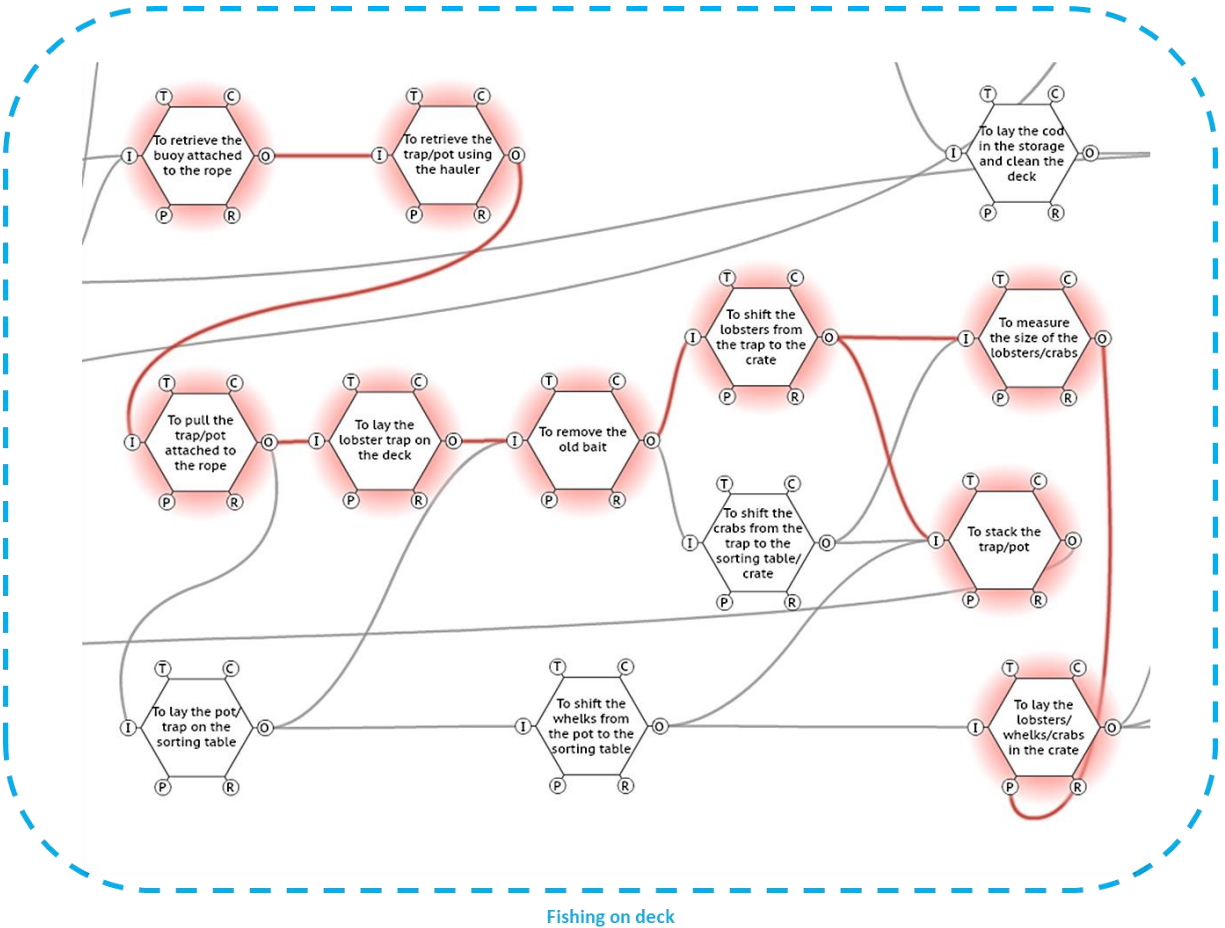 T
C
T
C
T
C
To retrieve the
buoy attached
to the rope
I
O
To retrieve the
trap/pot using
the hauler
I
O
To lay the cod
in the storage
and clean the
deck
I
O
P
R
P
R
P
R
T
C
To shift the
lobsters from
the trap to the
crate
I
O
P
R
T
C
To measure
the size of the
lobsters/crabs
I
O
P
R
T
C
To pull the
trap/pot
attached to
the rope
I
O
P
R
T
C
To lay the
lobster trap on
the deck
I
O
P
R
T
C
To remove the
old bait
I
O
P
R
T
C
To shift the
crabs from the
trap to the
sorting table/
crate
I
O
P
R
T
C
To stack the
trap/pot
I
O
P
R
T
C
To lay the pot/
trap on the
sorting table
I
O
P
R
T
C
To shift the
whelks from
the pot to the
sorting table
I
O
P
R
T
C
To lay the
lobsters/
whelks/crabs
in the crate
I
O
P
R
Fishing on deck